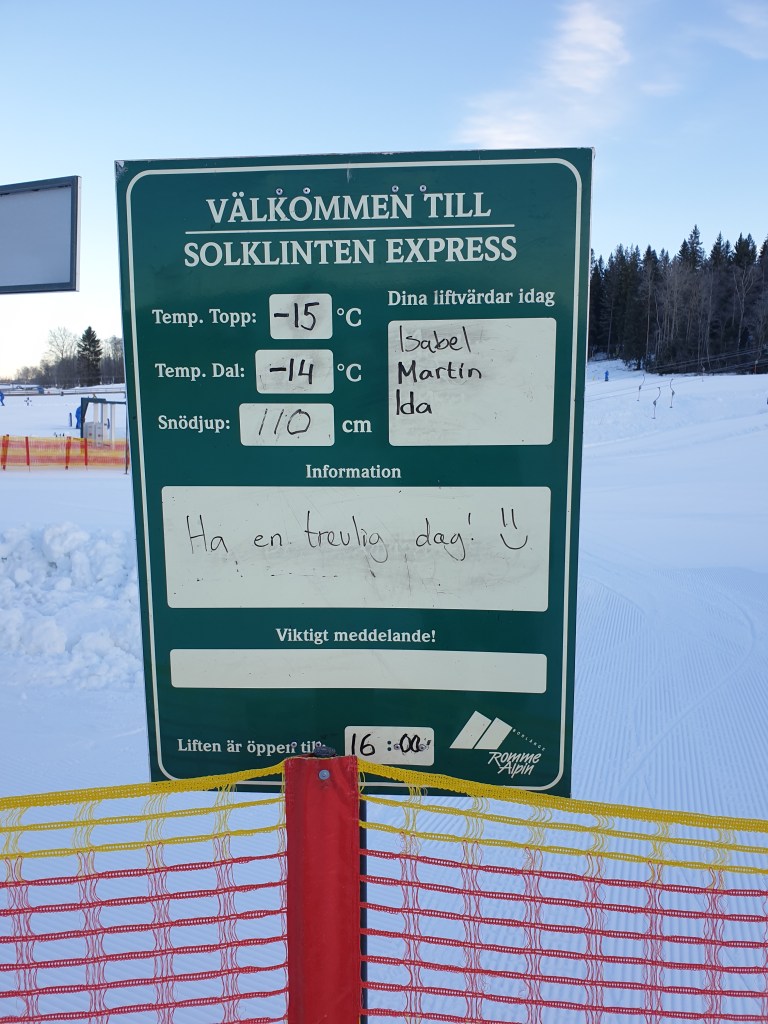 VÄLKOMMEN TILL
SOLKLINTEN EXPRESS
Temp. Topp: -15 °C
Temp. Dal: -14 °C
Snödjup: 110 cm
Dina liftvärdar idag
Isabel
Martin
Ida
Information
Ha en trevlig dag! :)
Viktigt meddelande!
Liften är öppen till: 16:00
BORLÄNGE
Romme
Alpin